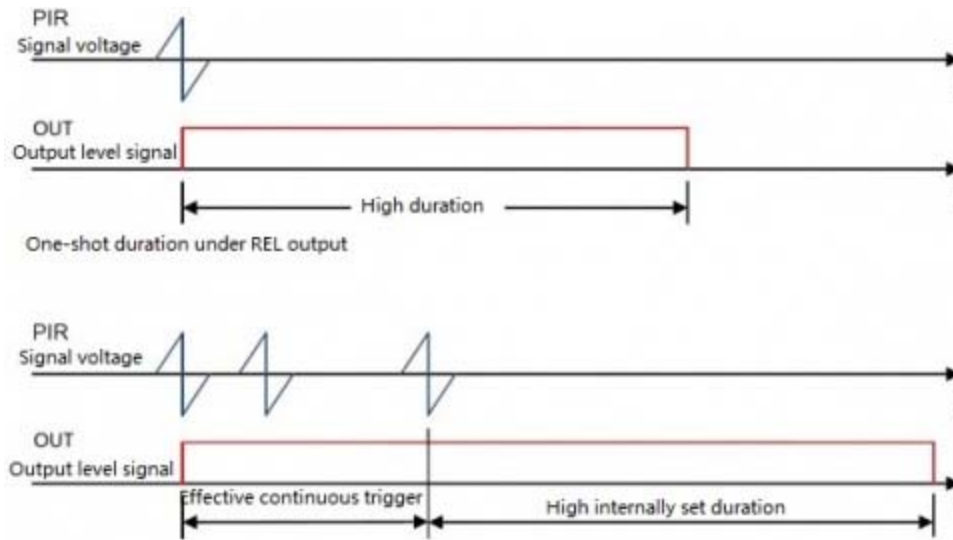 PIR
Signal voltage
OUT
Output level signal
High duration
One-shot duration under REL output
PIR
Signal voltage
OUT
Output level signal
Effective continuous trigger
High internally set duration